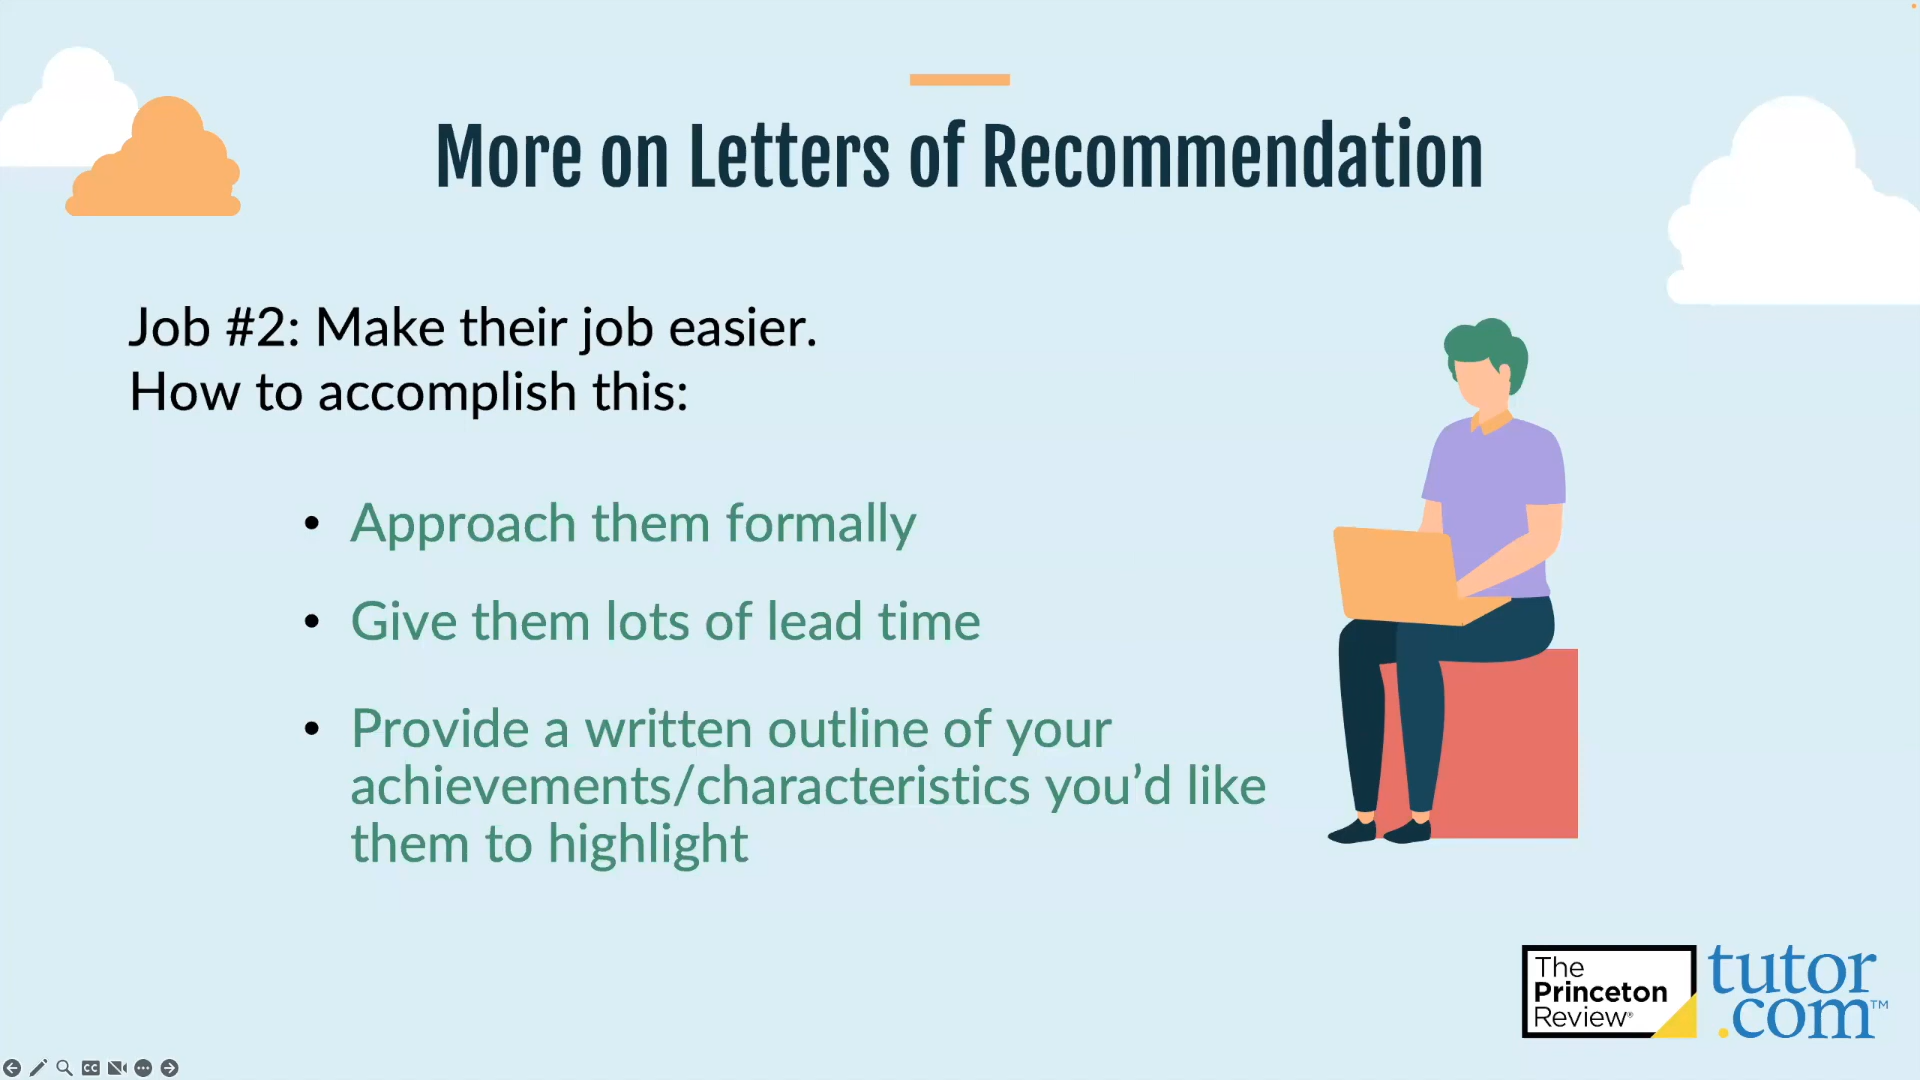 More on Letters of Recommendation
Job #2: Make their job easier.
How to accomplish this:
• Approach them formally
• Give them lots of lead time
• Provide a written outline of your
achievements/characteristics you’d like
them to highlight
The
Princeton
Review®
tutor
.com™
CC